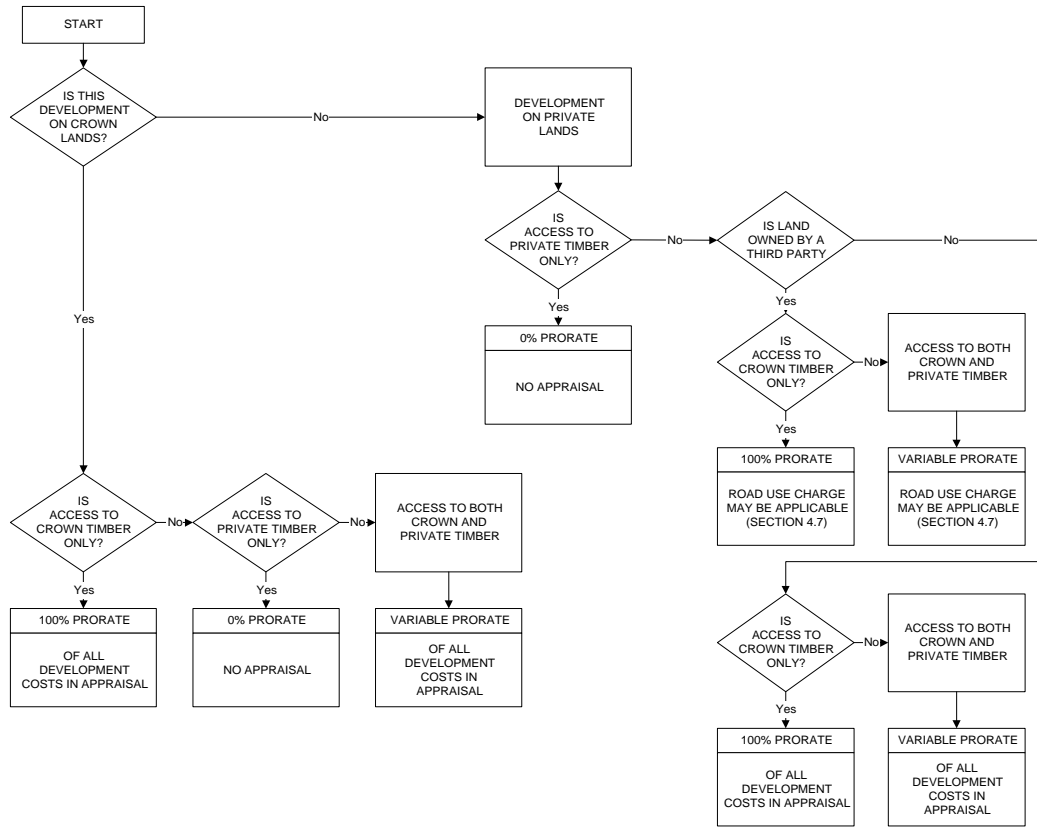 START
IS THIS
DEVELOPMENT
ON CROWN
LANDS?
No
DEVELOPMENT
ON PRIVATE
LANDS
IS
ACCESS TO
PRIVATE TIMBER
ONLY?
No
IS LAND
OWNED BY A
THIRD PARTY
No
Yes
Yes
Yes
0% PRORATE
NO APPRAISAL
IS
ACCESS TO
CROWN TIMBER
ONLY?
No
ACCESS TO BOTH
CROWN AND
PRIVATE TIMBER
Yes
100% PRORATE
ROAD USE CHARGE
MAY BE APPLICABLE
(SECTION 4.7)
VARIABLE PRORATE
ROAD USE CHARGE
MAY BE APPLICABLE
(SECTION 4.7)
IS
ACCESS TO
CROWN TIMBER
ONLY?
No
IS
ACCESS TO
PRIVATE TIMBER
ONLY?
No
ACCESS TO BOTH
CROWN AND
PRIVATE TIMBER
Yes
Yes
100% PRORATE
OF ALL
DEVELOPMENT
COSTS IN APPRAISAL
0% PRORATE
NO APPRAISAL
VARIABLE PRORATE
OF ALL
DEVELOPMENT
COSTS IN
APPRAISAL
IS
ACCESS TO
CROWN TIMBER
ONLY?
No
ACCESS TO BOTH
CROWN AND
PRIVATE TIMBER
Yes
100% PRORATE
OF ALL
DEVELOPMENT
COSTS IN APPRAISAL
VARIABLE PRORATE
OF ALL
DEVELOPMENT
COSTS IN
APPRAISAL